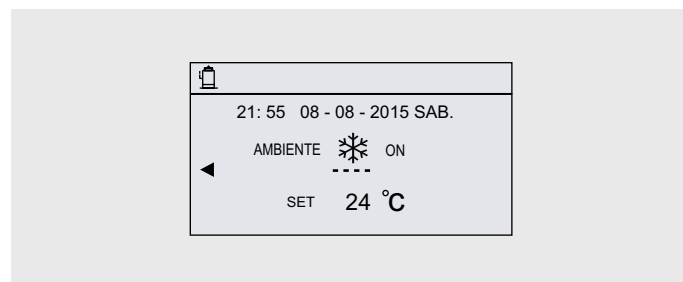 21: 55 08 - 08 - 2015 SAB.
AMBIENTE ON
----
SET 24 °C